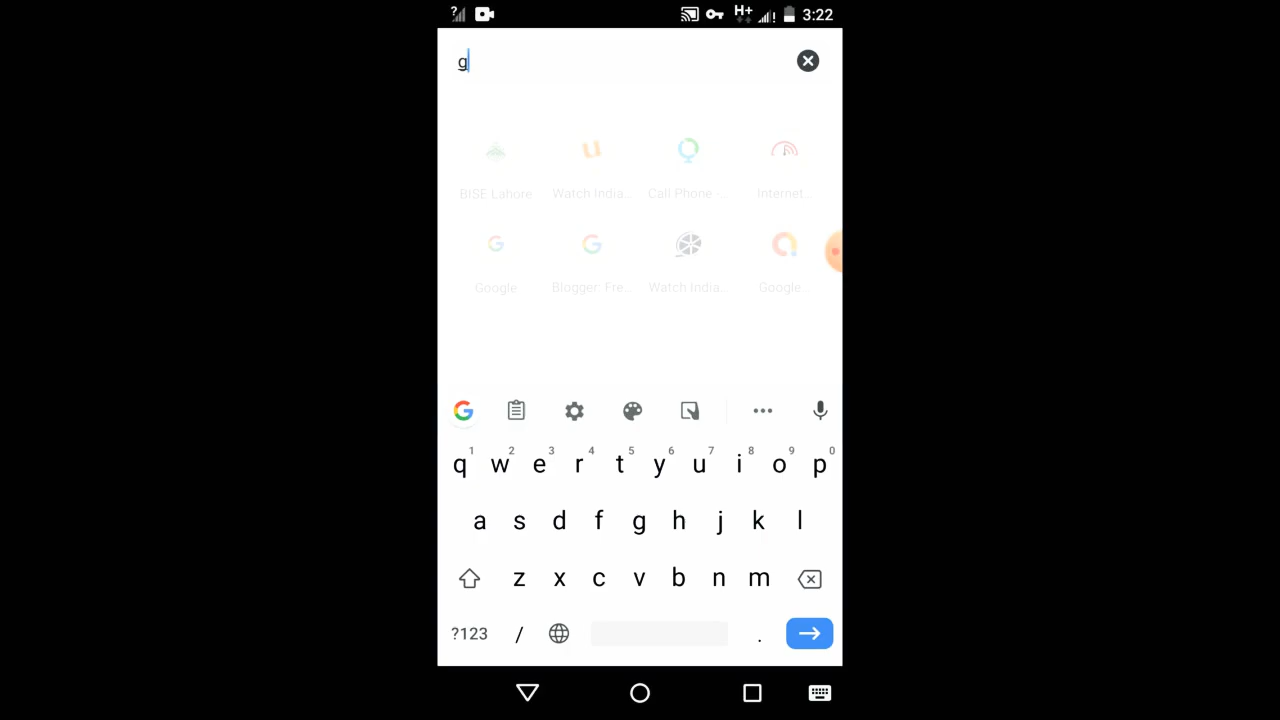 ? H+ ! 3:22
g
BISE Lahore Watch India... Call Phone -... Internet...
Google Blogger: Fre... Watch India... Google...
1 2 3 4 5 6 7 8 9 0
q w e r t y u i o p
a s d f g h j k l
z x c v b n m
?123 / .